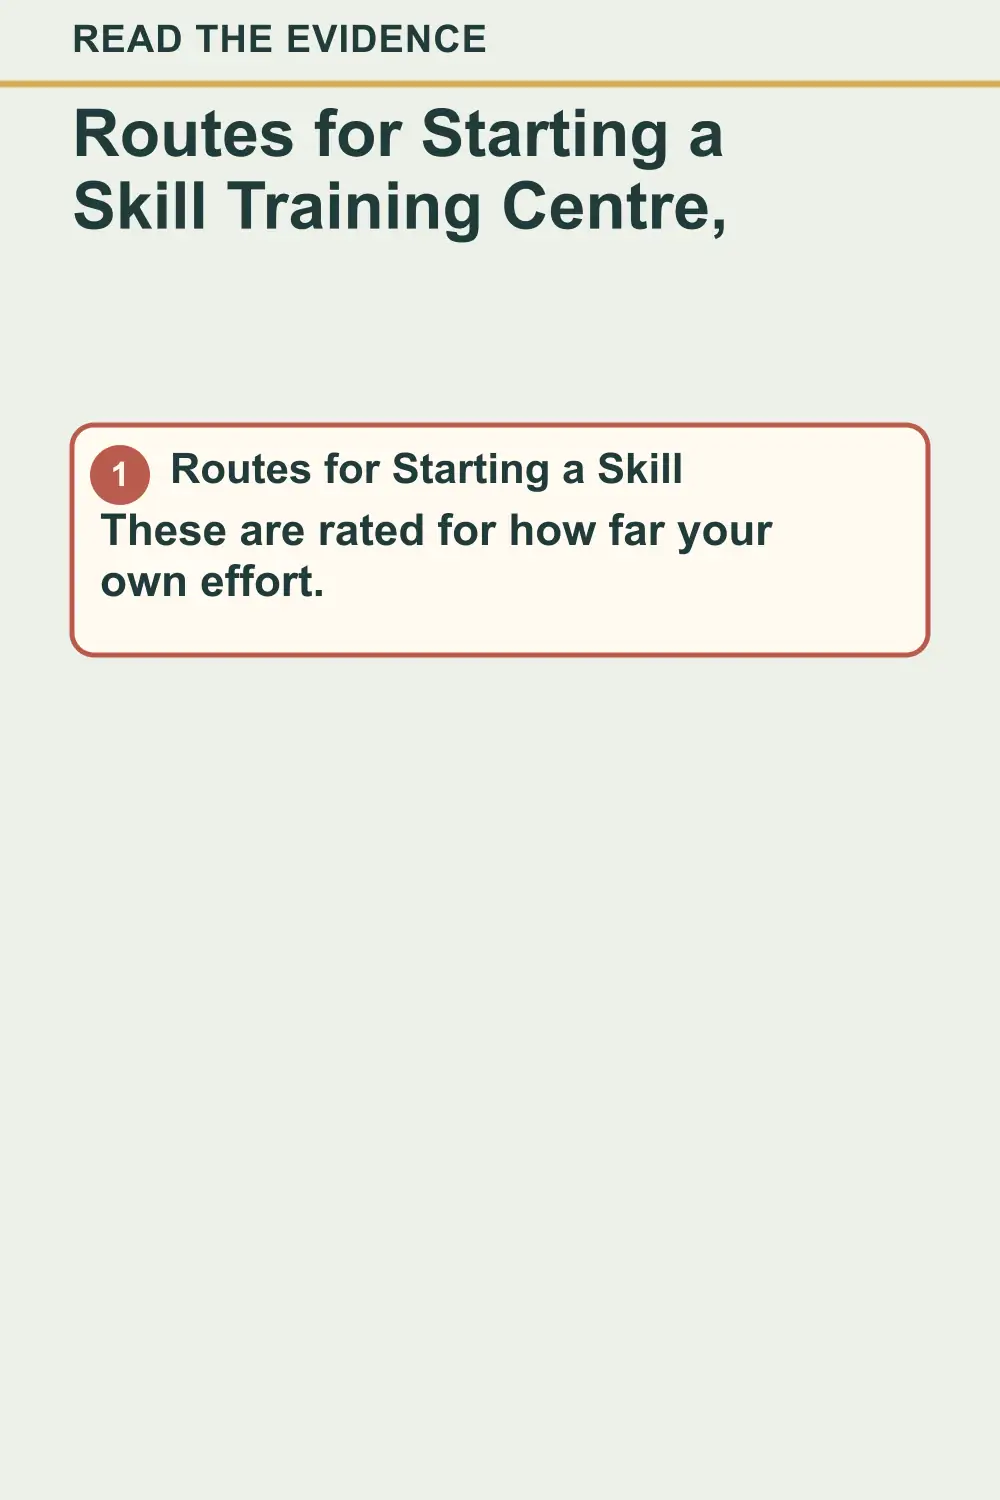 READ THE EVIDENCE
Routes for Starting a
Skill Training Centre,
1 Routes for Starting a Skill
These are rated for how far your
own effort.